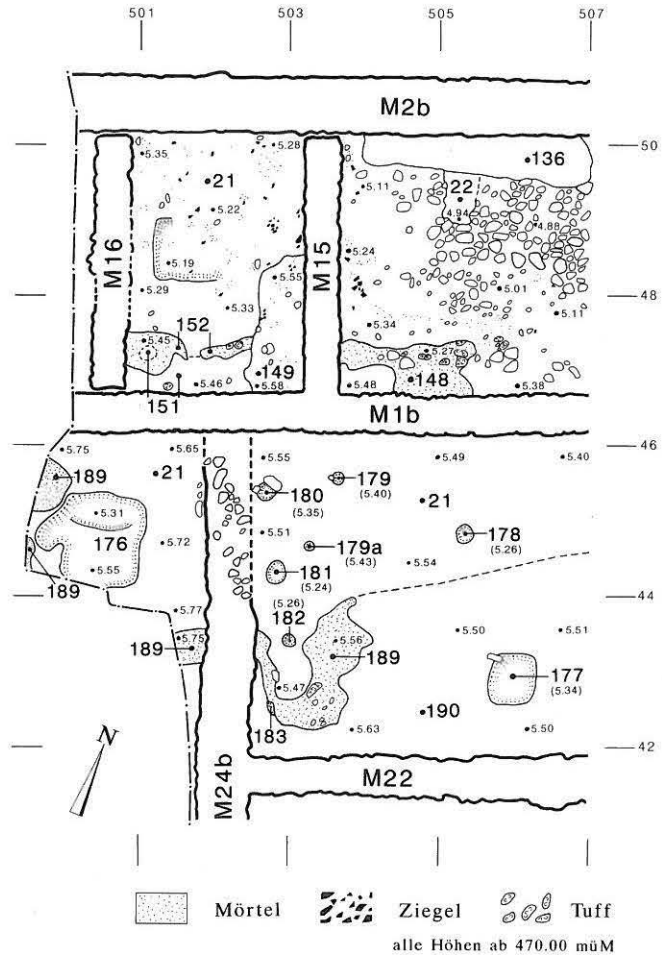 501 503 505 507
M2b
50
5.35 5.28 136
21 5.11 22
5.22
4.94 4.88
M16 M15
5.19 5.24
5.55
48
5.29 5.01
5.33 5.11
5.34
5.45 152
5.27
149 148
151 5.46 5.58 5.48 5.38
M1b
46
5.75 5.65 5.55 5.49 5.40
189 21 179
180 (5.40) 21
(5.35)
5.31 178
5.51 (5.26)
176 5.72 179a
(5.43)
5.55 181 5.54
(5.24)
189
44
5.77 (5.26)
182
5.75 5.56 5.50 5.51
189 189
177
5.47 (5.34)
190
183
5.63 5.50
42
N
M24b
M22
Mörtel Ziegel Tuff
alle Höhen ab 470.00 müM